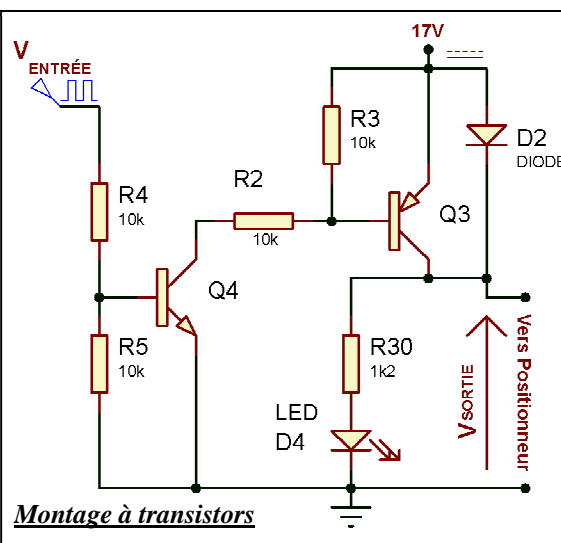 17V
V
ENTRÉE
R3
10k
D2
DIODE
R2
10k
R4
10k
Q3
Q4
R5
10k
R30
1k2
LED
D4
VSORTIE
Vers Positionneur
Montage à transistors